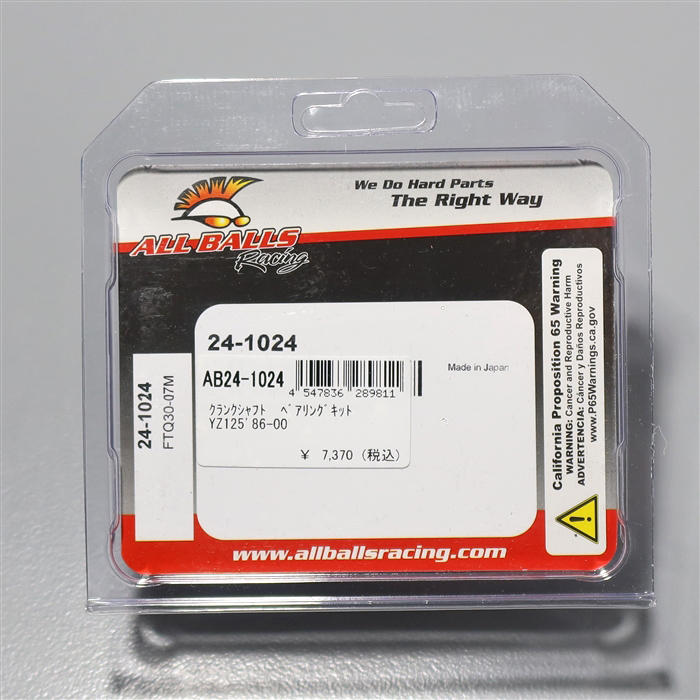 We Do Hard Parts
The Right Way
ALL BALLS
Racing
24-1024
AB24-1024
4 547836 289811
クランクシャフト ベアリングキット
YZ125'86-00
¥ 7,370 (税込)
Made in Japan
24-1024
FTQ30-07M
California Proposition 65 Warning
WARNING: Cancer and Reproductive Harm
ADVERTENCIA: Cáncer y Daños Reproductivos
www.P65Warnings.ca.gov
www.allballsracing.com